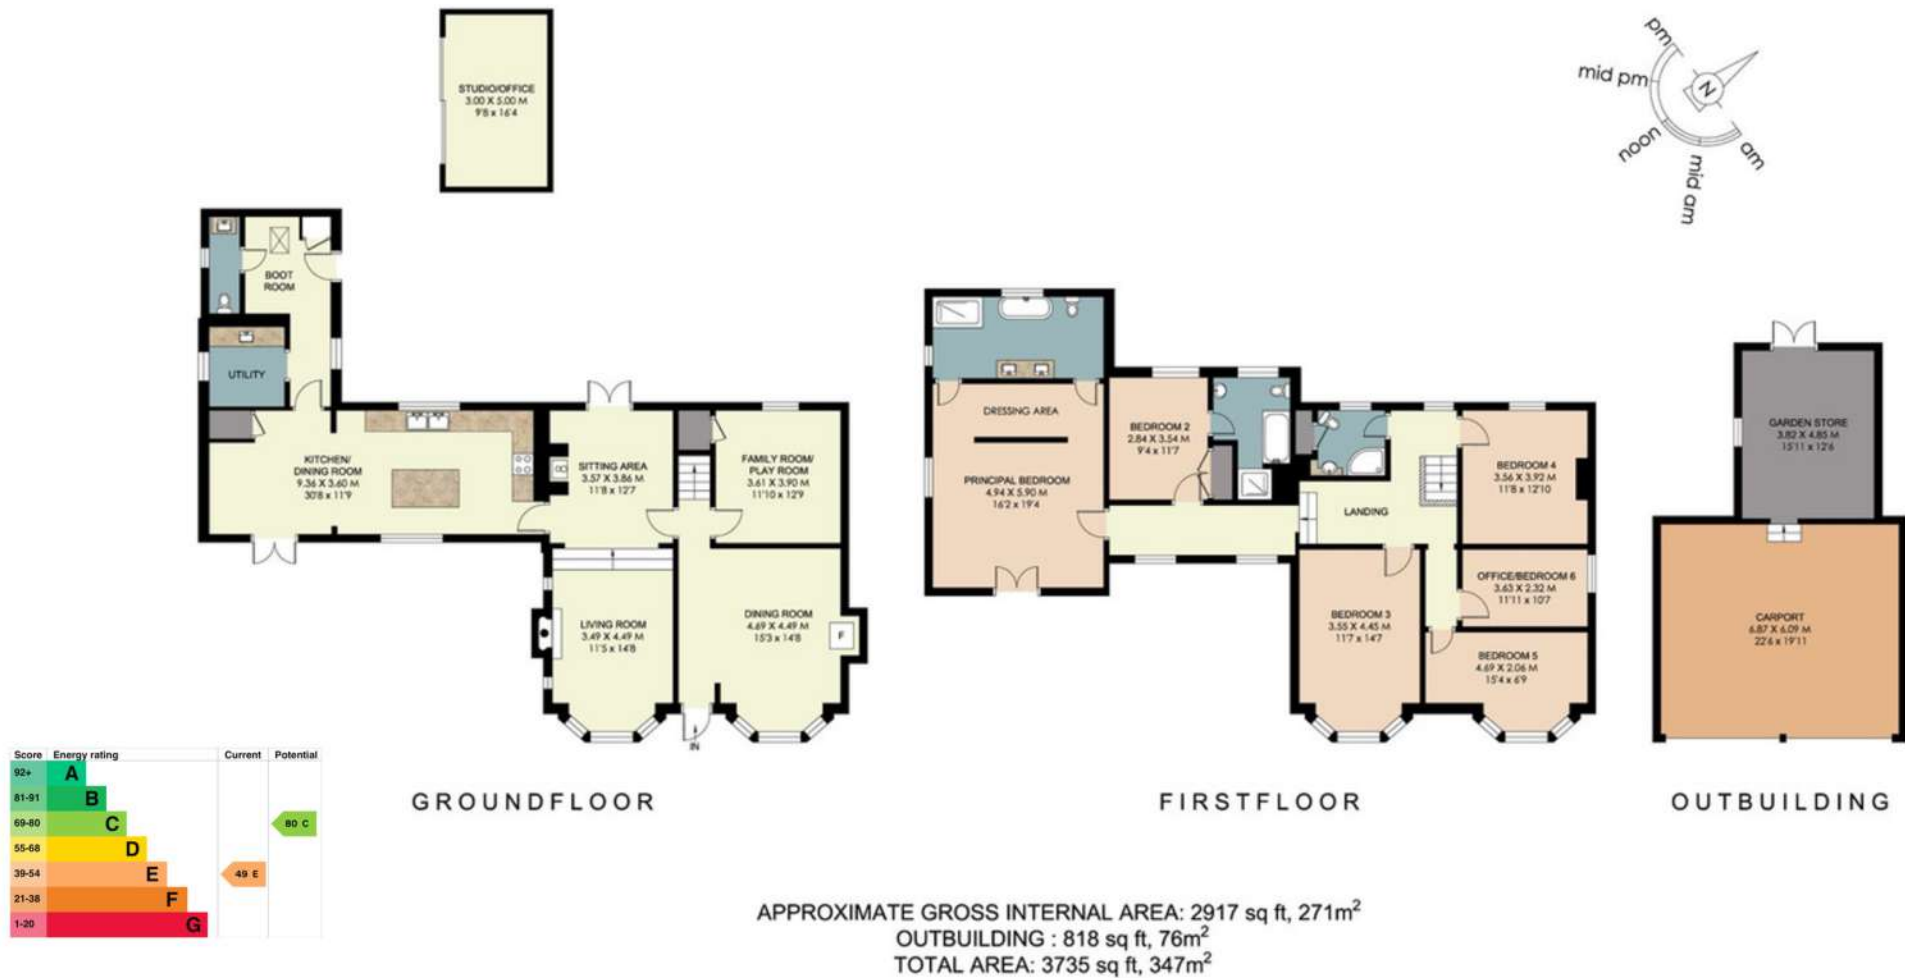 STUDIO/OFFICE
3.00 X 5.00 M
9'8 x 16'4
pm
mid pm
noon
mid am
am
N
BOOT
ROOM
UTILITY
KITCHEN/
DINING ROOM
9.36 X 3.60 M
30'8 x 11'9
SITTING AREA
3.57 X 3.86 M
11'8 x 12'7
FAMILY ROOM/
PLAY ROOM
3.61 X 3.90 M
11'10 x 12'9
LIVING ROOM
3.49 X 4.49 M
11'5 x 14'8
DINING ROOM
4.69 X 4.49 M
15'3 x 14'8
F
IN
DRESSING AREA
PRINCIPAL BEDROOM
4.94 X 5.90 M
16'2 x 19'4
BEDROOM 2
2.84 X 3.54 M
9'4 x 11'7
LANDING
BEDROOM 4
3.56 X 3.92 M
11'8 x 12'10
OFFICE/BEDROOM 6
3.63 X 2.32 M
11'11 x 10'7
BEDROOM 3
3.55 X 4.45 M
11'7 x 14'7
BEDROOM 5
4.69 X 2.06 M
15'4 x 6'9
GARDEN STORE
3.82 X 4.85 M
15'11 x 12'6
CARPORT
6.87 X 6.09 M
22'6 x 19'11
Score Energy rating Current Potential
92+ A
81-91 B
69-80 C 80 C
55-68 D
39-54 E 49 E
21-38 F
1-20 G
GROUNDFLOOR
FIRSTFLOOR
OUTBUILDING
APPROXIMATE GROSS INTERNAL AREA: 2917 sq ft, 271m²
OUTBUILDING : 818 sq ft, 76m²
TOTAL AREA: 3735 sq ft, 347m²